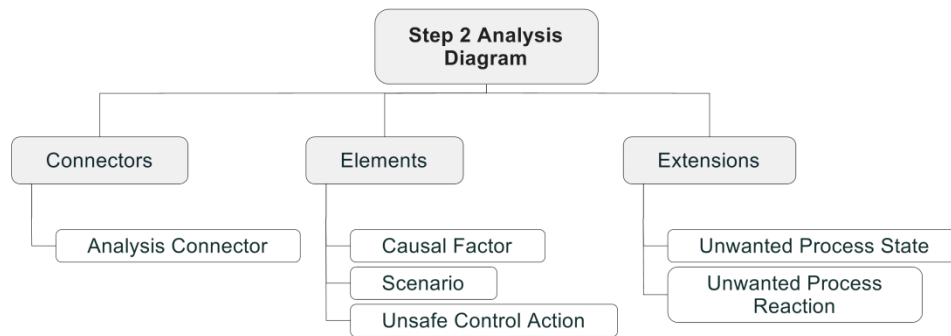 Step 2 Analysis
Diagram
Connectors
Elements
Extensions
Analysis Connector
Causal Factor
Scenario
Unsafe Control Action
Unwanted Process State
Unwanted Process
Reaction